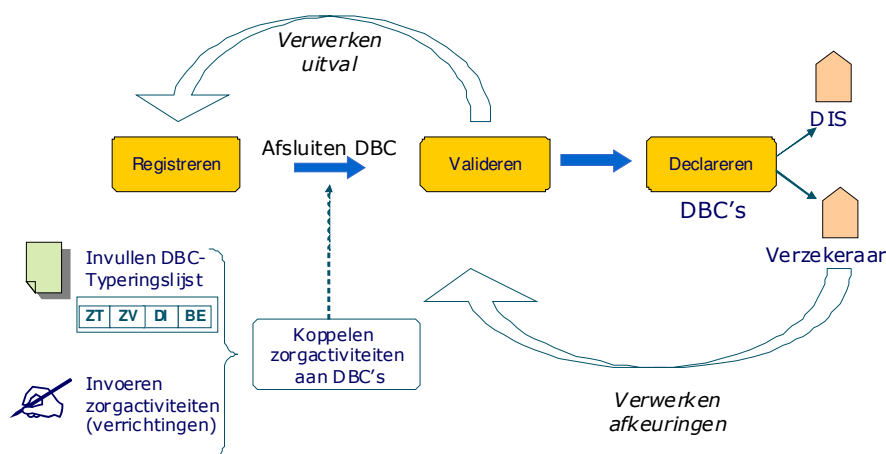 Verwerken
uitval
DIS
Registreren
Afsluiten DBC
Valideren
Declareren
DBC's
Verzekeraar
Invullen DBC-
Typeringslijst
ZT ZV DI BE
Koppelen
zorgactiviteiten
aan DBC's
Invoeren
zorgactiviteiten
(verrichtingen)
Verwerken
afkeuringen